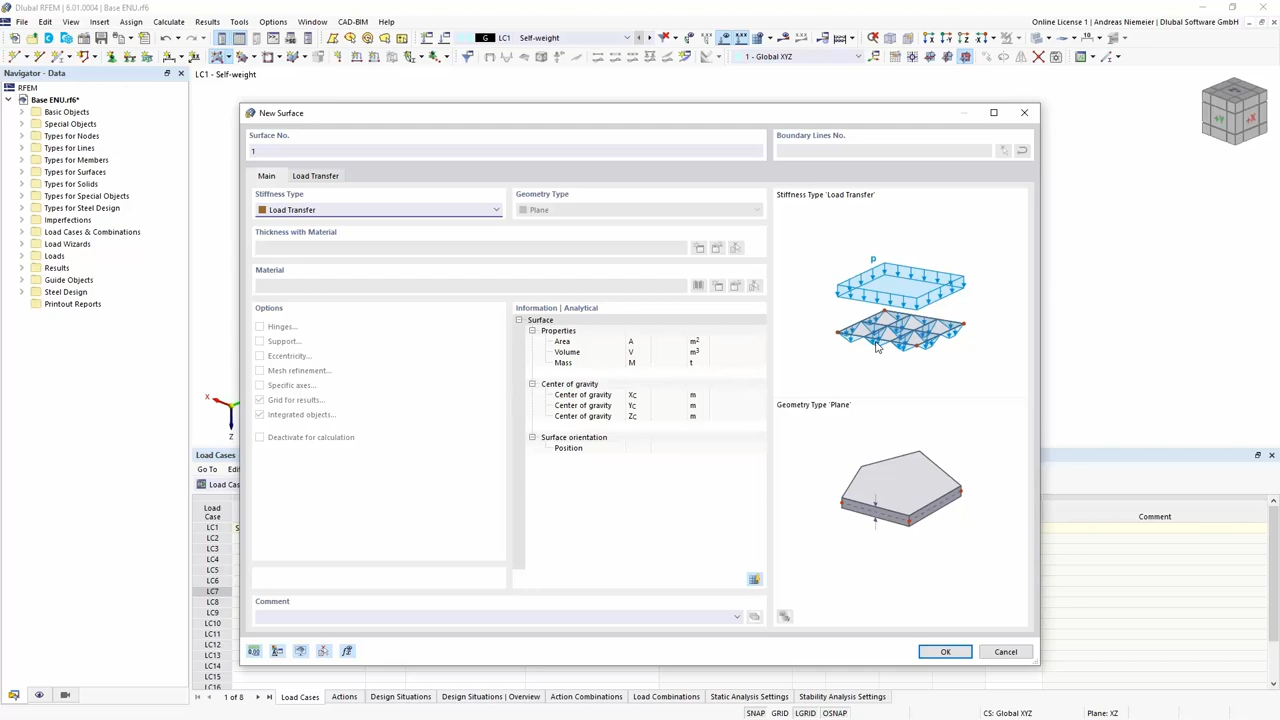 Dlubal RFEM | 6.01.0004 | Base ENU.rf6
File Edit View Insert Assign Calculate Results Tools Options Window CAD-BIM Help
Online License 1 | Andreas Niemeier | Dlubal Software GmbH
G LC1 Self-weight
1 - Global XYZ
Navigator - Data
LC1 - Self-weight
RFEM
Base ENU.rf6*
Basic Objects
Special Objects
Types for Nodes
Types for Lines
Types for Members
Types for Surfaces
Types for Solids
Types for Special Objects
Types for Steel Design
Imperfections
Load Cases & Combinations
Load Wizards
Loads
Results
Guide Objects
Steel Design
Printout Reports
+Y +X
X
Z
New Surface
Surface No.
1
Boundary Lines No.
Main Load Transfer
Stiffness Type
Load Transfer
Geometry Type
Plane
Stiffness Type 'Load Transfer'
p
Thickness with Material
Material
Options
Hinges...
Support...
Eccentricity...
Mesh refinement...
Specific axes...
Grid for results...
Integrated objects...
Deactivate for calculation
Information | Analytical
Surface
Properties
Area A m²
Volume V m³
Mass M t
Center of gravity
Center of gravity XC m
Center of gravity YC m
Center of gravity ZC m
Surface orientation
Position
Geometry Type 'Plane'
Comment
OK Cancel
Load Cases
Go To
Load Cas
Load
Case
Comment
LC1
LC2
LC3
LC4
LC5
LC6
LC7
LC8
LC9
LC10
LC11
LC12
LC13
LC14
LC15
LC16
1 of 8
Load Cases Actions Design Situations Design Situations | Overview Action Combinations Load Combinations Static Analysis Settings Stability Analysis Settings
SNAP GRID LGRID OSNAP
CS: Global XYZ
Plane: XZ